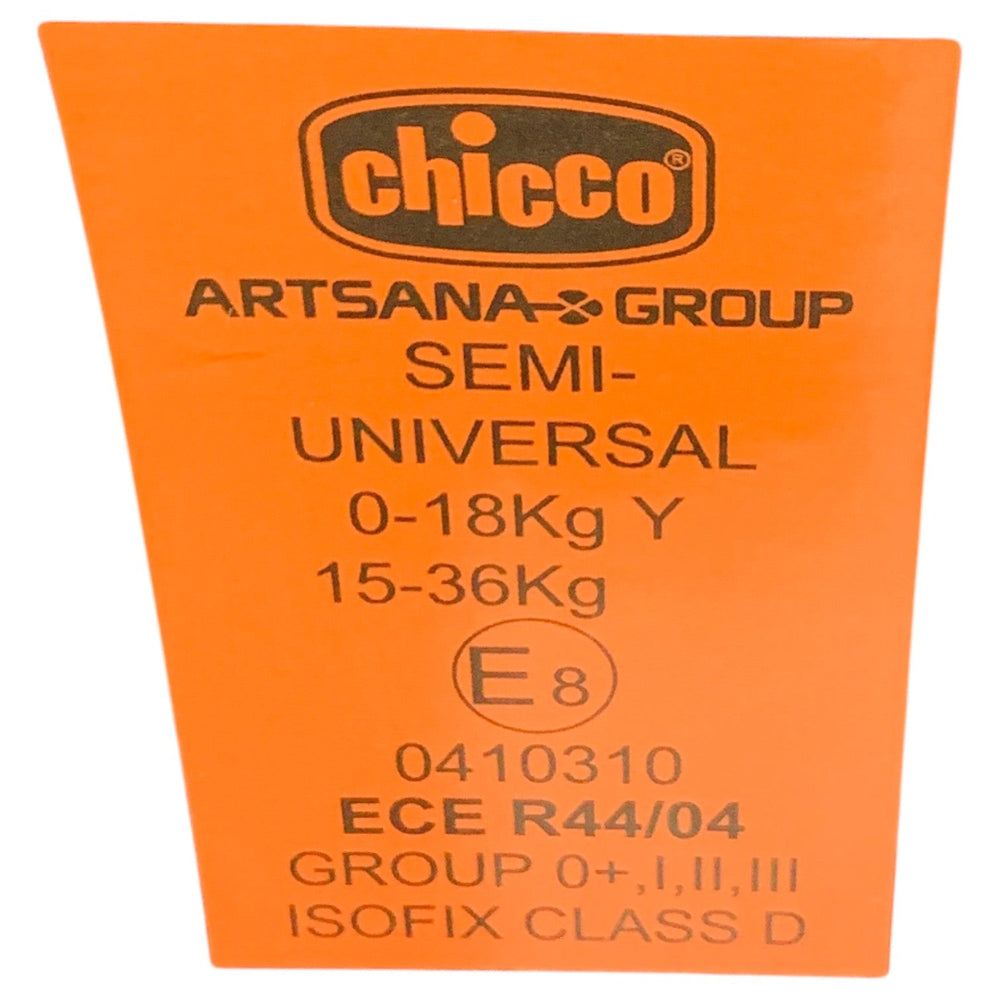 chicco®
ARTSANA GROUP
SEMI-
UNIVERSAL
0-18Kg Y
15-36Kg
E 8
0410310
ECE R44/04
GROUP 0+,I,II,III
ISOFIX CLASS D